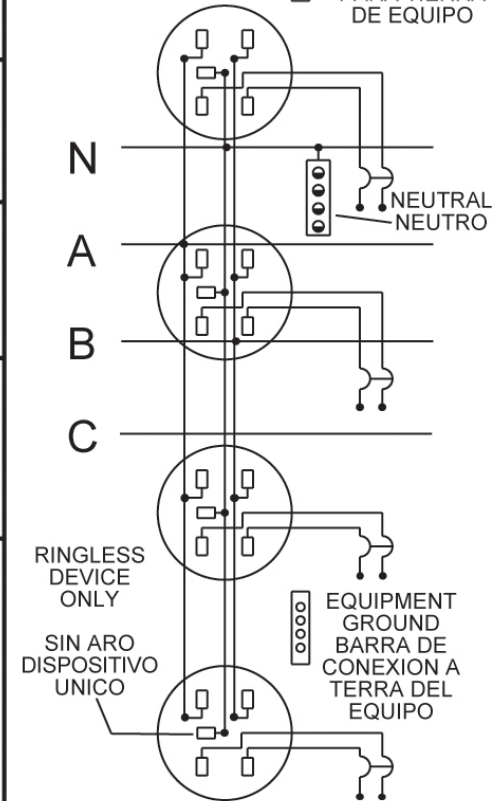 DE EQUIPO
N
NEUTRAL
NEUTRO
A
B
C
RINGLESS
DEVICE
ONLY
SIN ARO
DISPOSITIVO
UNICO
EQUIPMENT
GROUND
BARRA DE
CONEXION A
TERRA DEL
EQUIPO